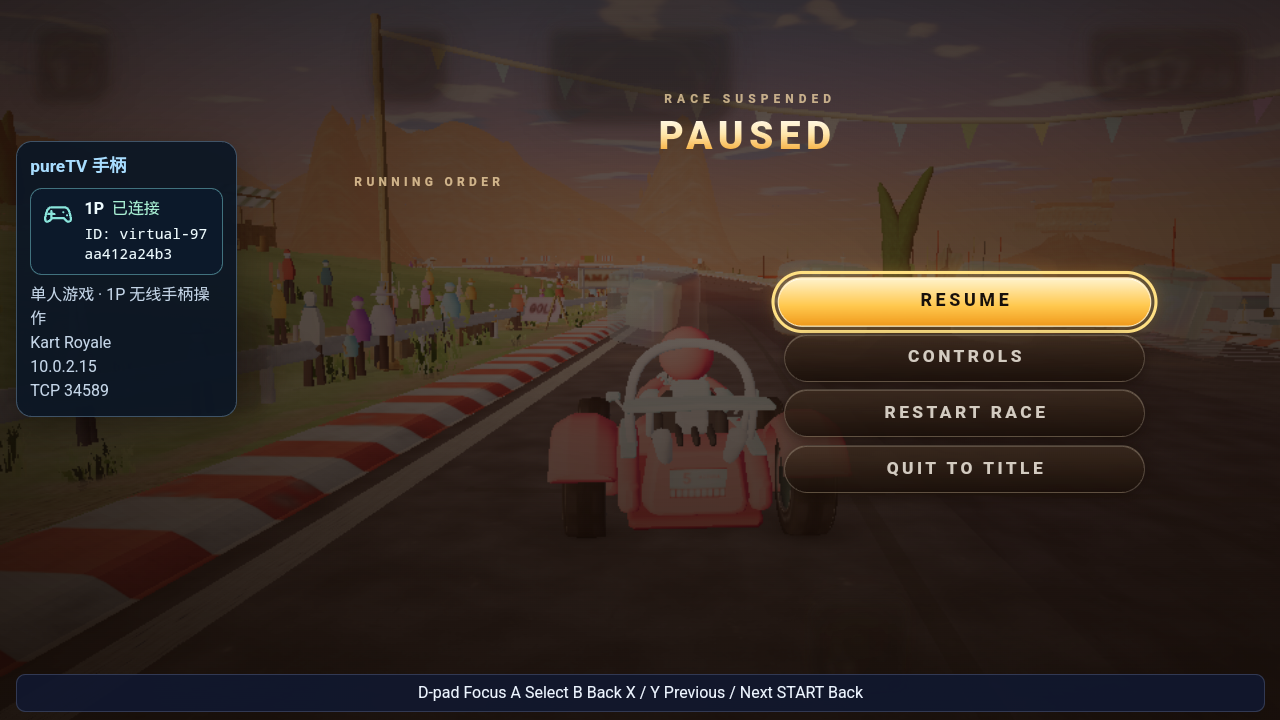 RACE SUSPENDED
PAUSED
pureTV 手柄
1P 已连接
ID: virtual-97
aa412a24b3
单人游戏 · 1P 无线手柄操
作
Kart Royale
10.0.2.15
TCP 34589
RUNNING ORDER
GOLD
RESUME
CONTROLS
RESTART RACE
QUIT TO TITLE
D-pad Focus A Select B Back X / Y Previous / Next START Back